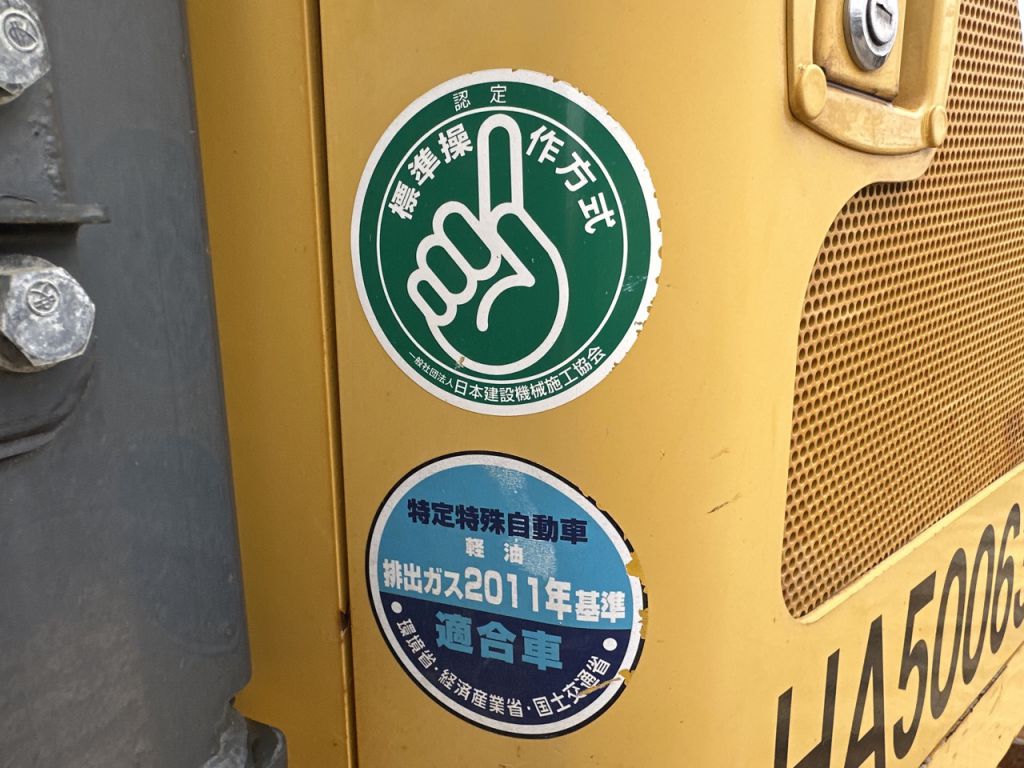 認定
標準操作方式
一般社団法人日本建設機械施工協会
特定特殊自動車
軽油
排出ガス2011年基準
適合車
環境省・経済産業省・国土交通省
HA50063